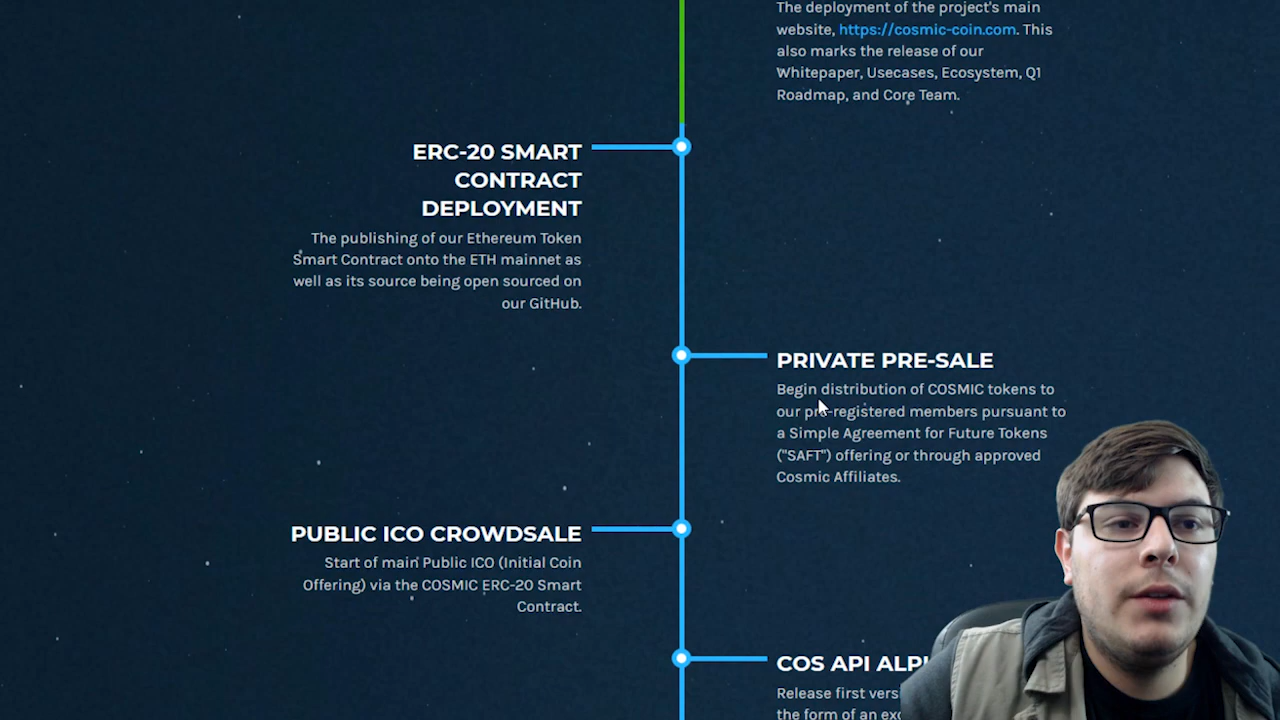 The deployment of the project's main
website, https://cosmic-coin.com. This
also marks the release of our
Whitepaper, Usecases, Ecosystem, Q1
Roadmap, and Core Team.
ERC-20 SMART
CONTRACT
DEPLOYMENT
The publishing of our Ethereum Token
Smart Contract onto the ETH mainnet as
well as its source being open sourced on
our GitHub.
PRIVATE PRE-SALE
Begin distribution of COSMIC tokens to
our pre-registered members pursuant to
a Simple Agreement for Future Tokens
("SAFT") offering or through approved
Cosmic Affiliates.
PUBLIC ICO CROWDSALE
Start of main Public ICO (Initial Coin
Offering) via the COSMIC ERC-20 Smart
Contract.
COS API
Release first
the form of an